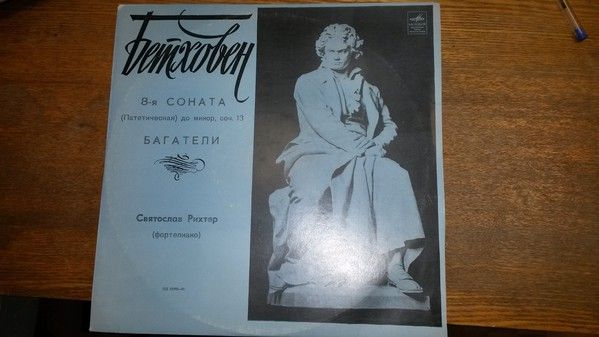 Бетховен
8-я СОНАТА
(Патетическая) до минор, соч. 13
БАГАТЕЛИ
Святослав Рихтер
(фортепиано)